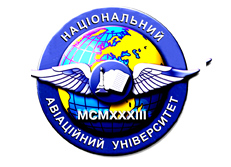 НАЦІОНАЛЬНИЙ
MCMXXXIII
АВІАЦІЙНИЙ УНІВЕРСИТЕТ